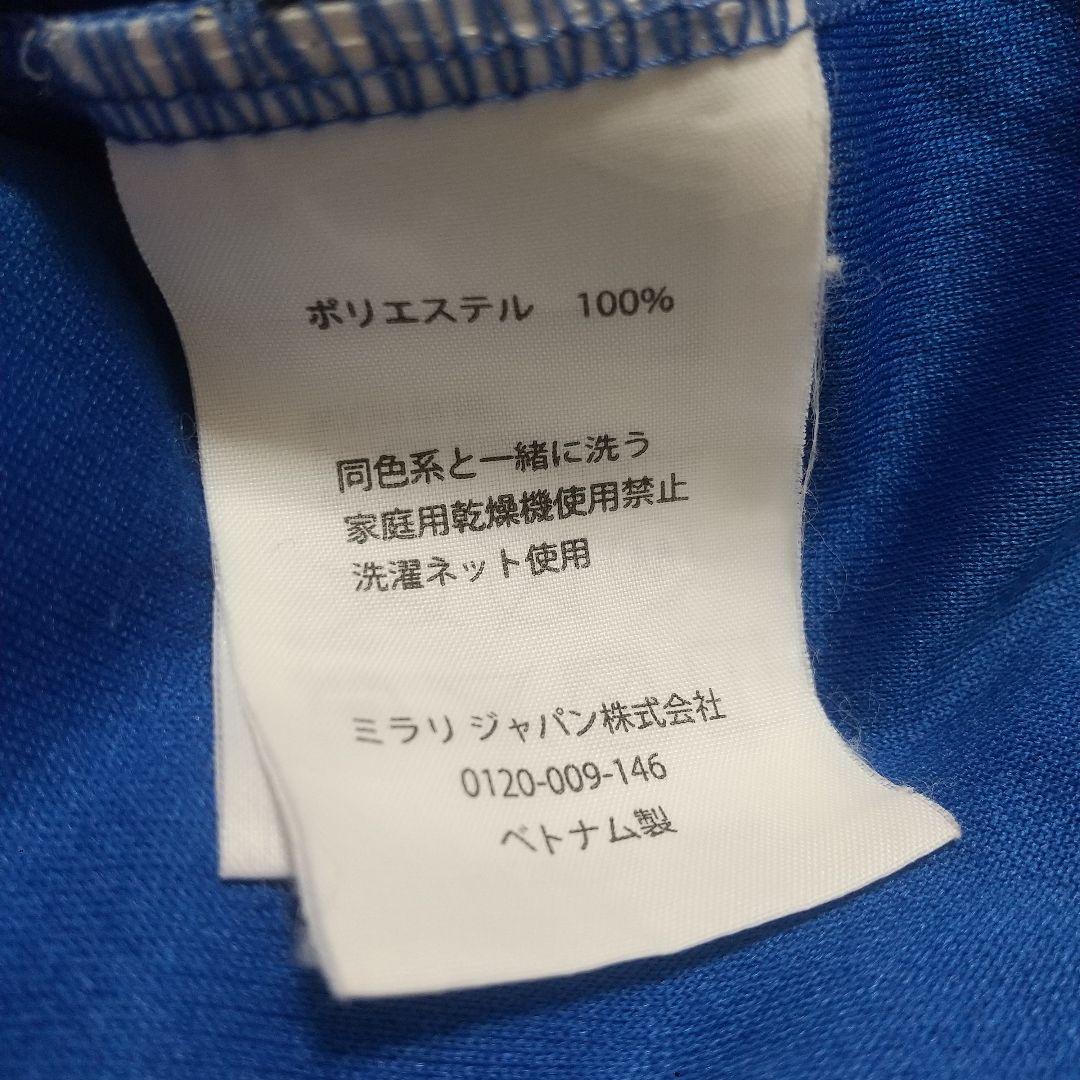 ポリエステル　100%
同色系と一緒に洗う
家庭用乾燥機使用禁止
洗濯ネット使用
ミラリ ジャパン株式会社
0120-009-146
ベトナム製